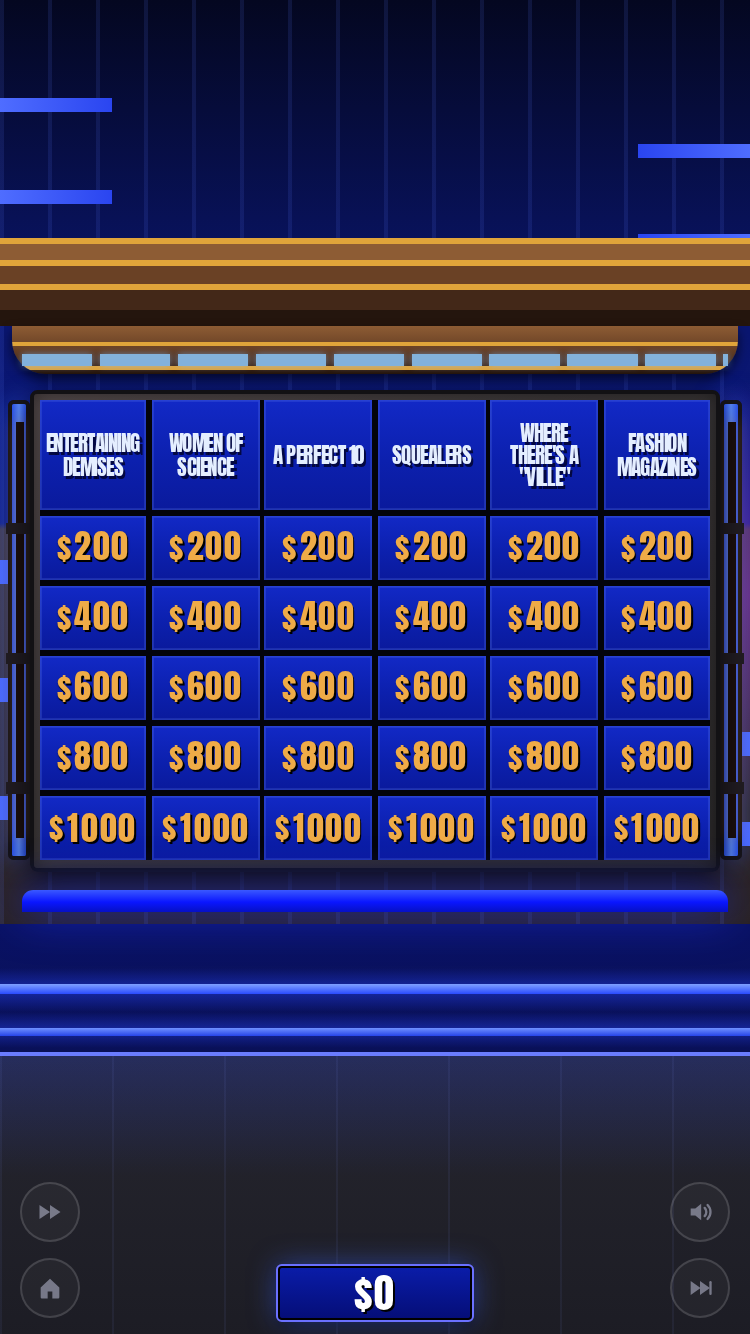 ENTERTAINING
DEMISES
WOMEN OF
SCIENCE
A PERFECT 10
SQUEALERS
WHERE
THERE'S A
"VILLE"
FASHION
MAGAZINES
$200 $200 $200 $200 $200 $200
$400 $400 $400 $400 $400 $400
$600 $600 $600 $600 $600 $600
$800 $800 $800 $800 $800 $800
$1000 $1000 $1000 $1000 $1000 $1000
$0